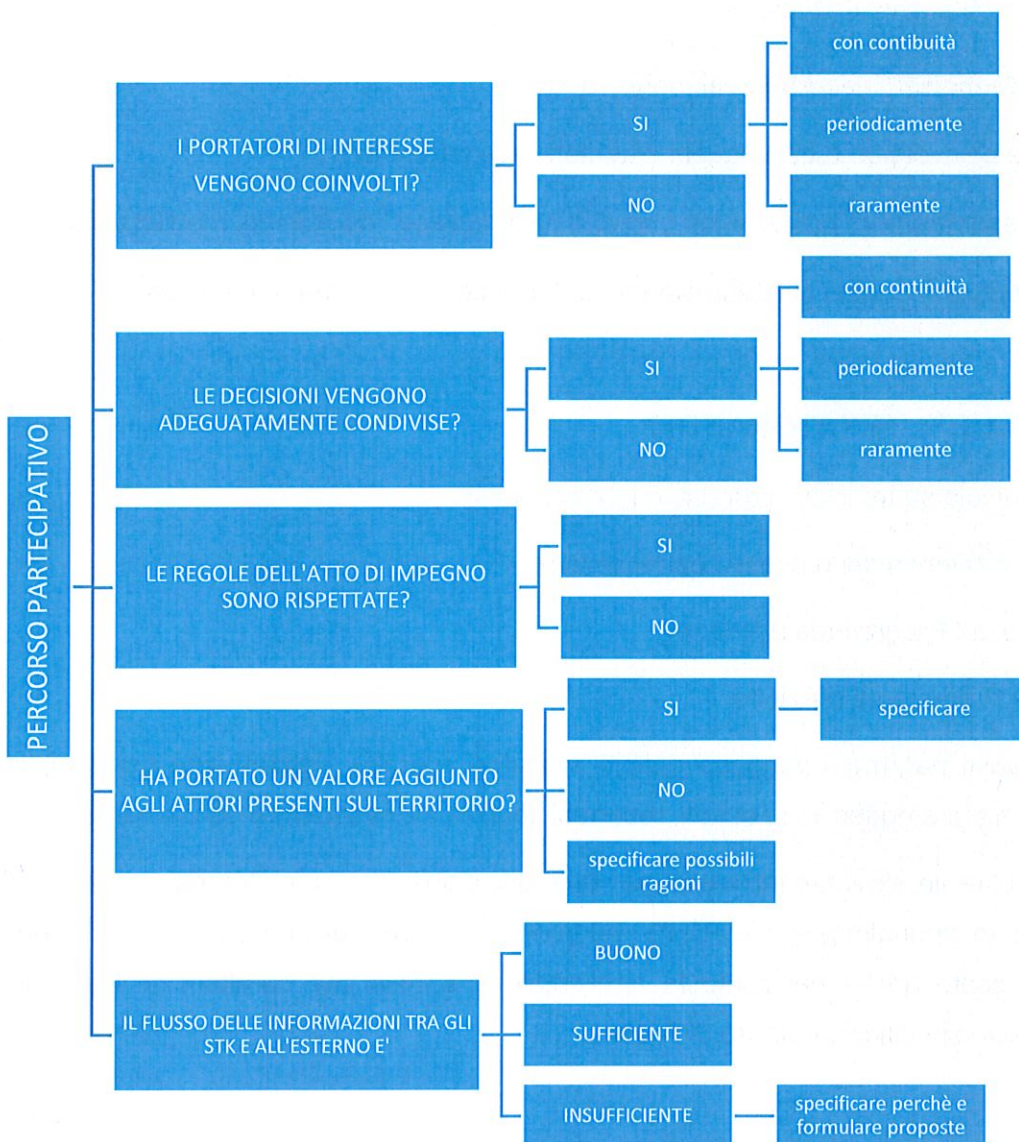 PERCORSO PARTECIPATIVO
I PORTATORI DI INTERESSE
VENGONO COINVOLTI?
SI
con contibuità
periodicamente
raramente
NO
LE DECISIONI VENGONO
ADEGUATAMENTE CONDIVISE?
SI
con continuità
periodicamente
raramente
NO
LE REGOLE DELL'ATTO DI IMPEGNO
SONO RISPETTATE?
SI
NO
HA PORTATO UN VALORE AGGIUNTO
AGLI ATTORI PRESENTI SUL TERRITORIO?
SI
specificare
NO
specificare possibili
ragioni
IL FLUSSO DELLE INFORMAZIONI TRA GLI
STK E ALL'ESTERNO E'
BUONO
SUFFICIENTE
INSUFFICIENTE
specificare perchè e
formulare proposte